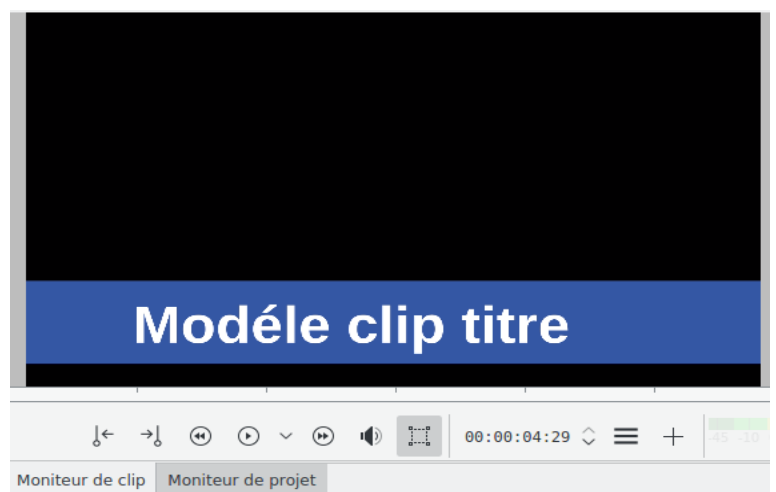 Modéle clip titre
00:00:04:29
-45 -10
Moniteur de clip Moniteur de projet